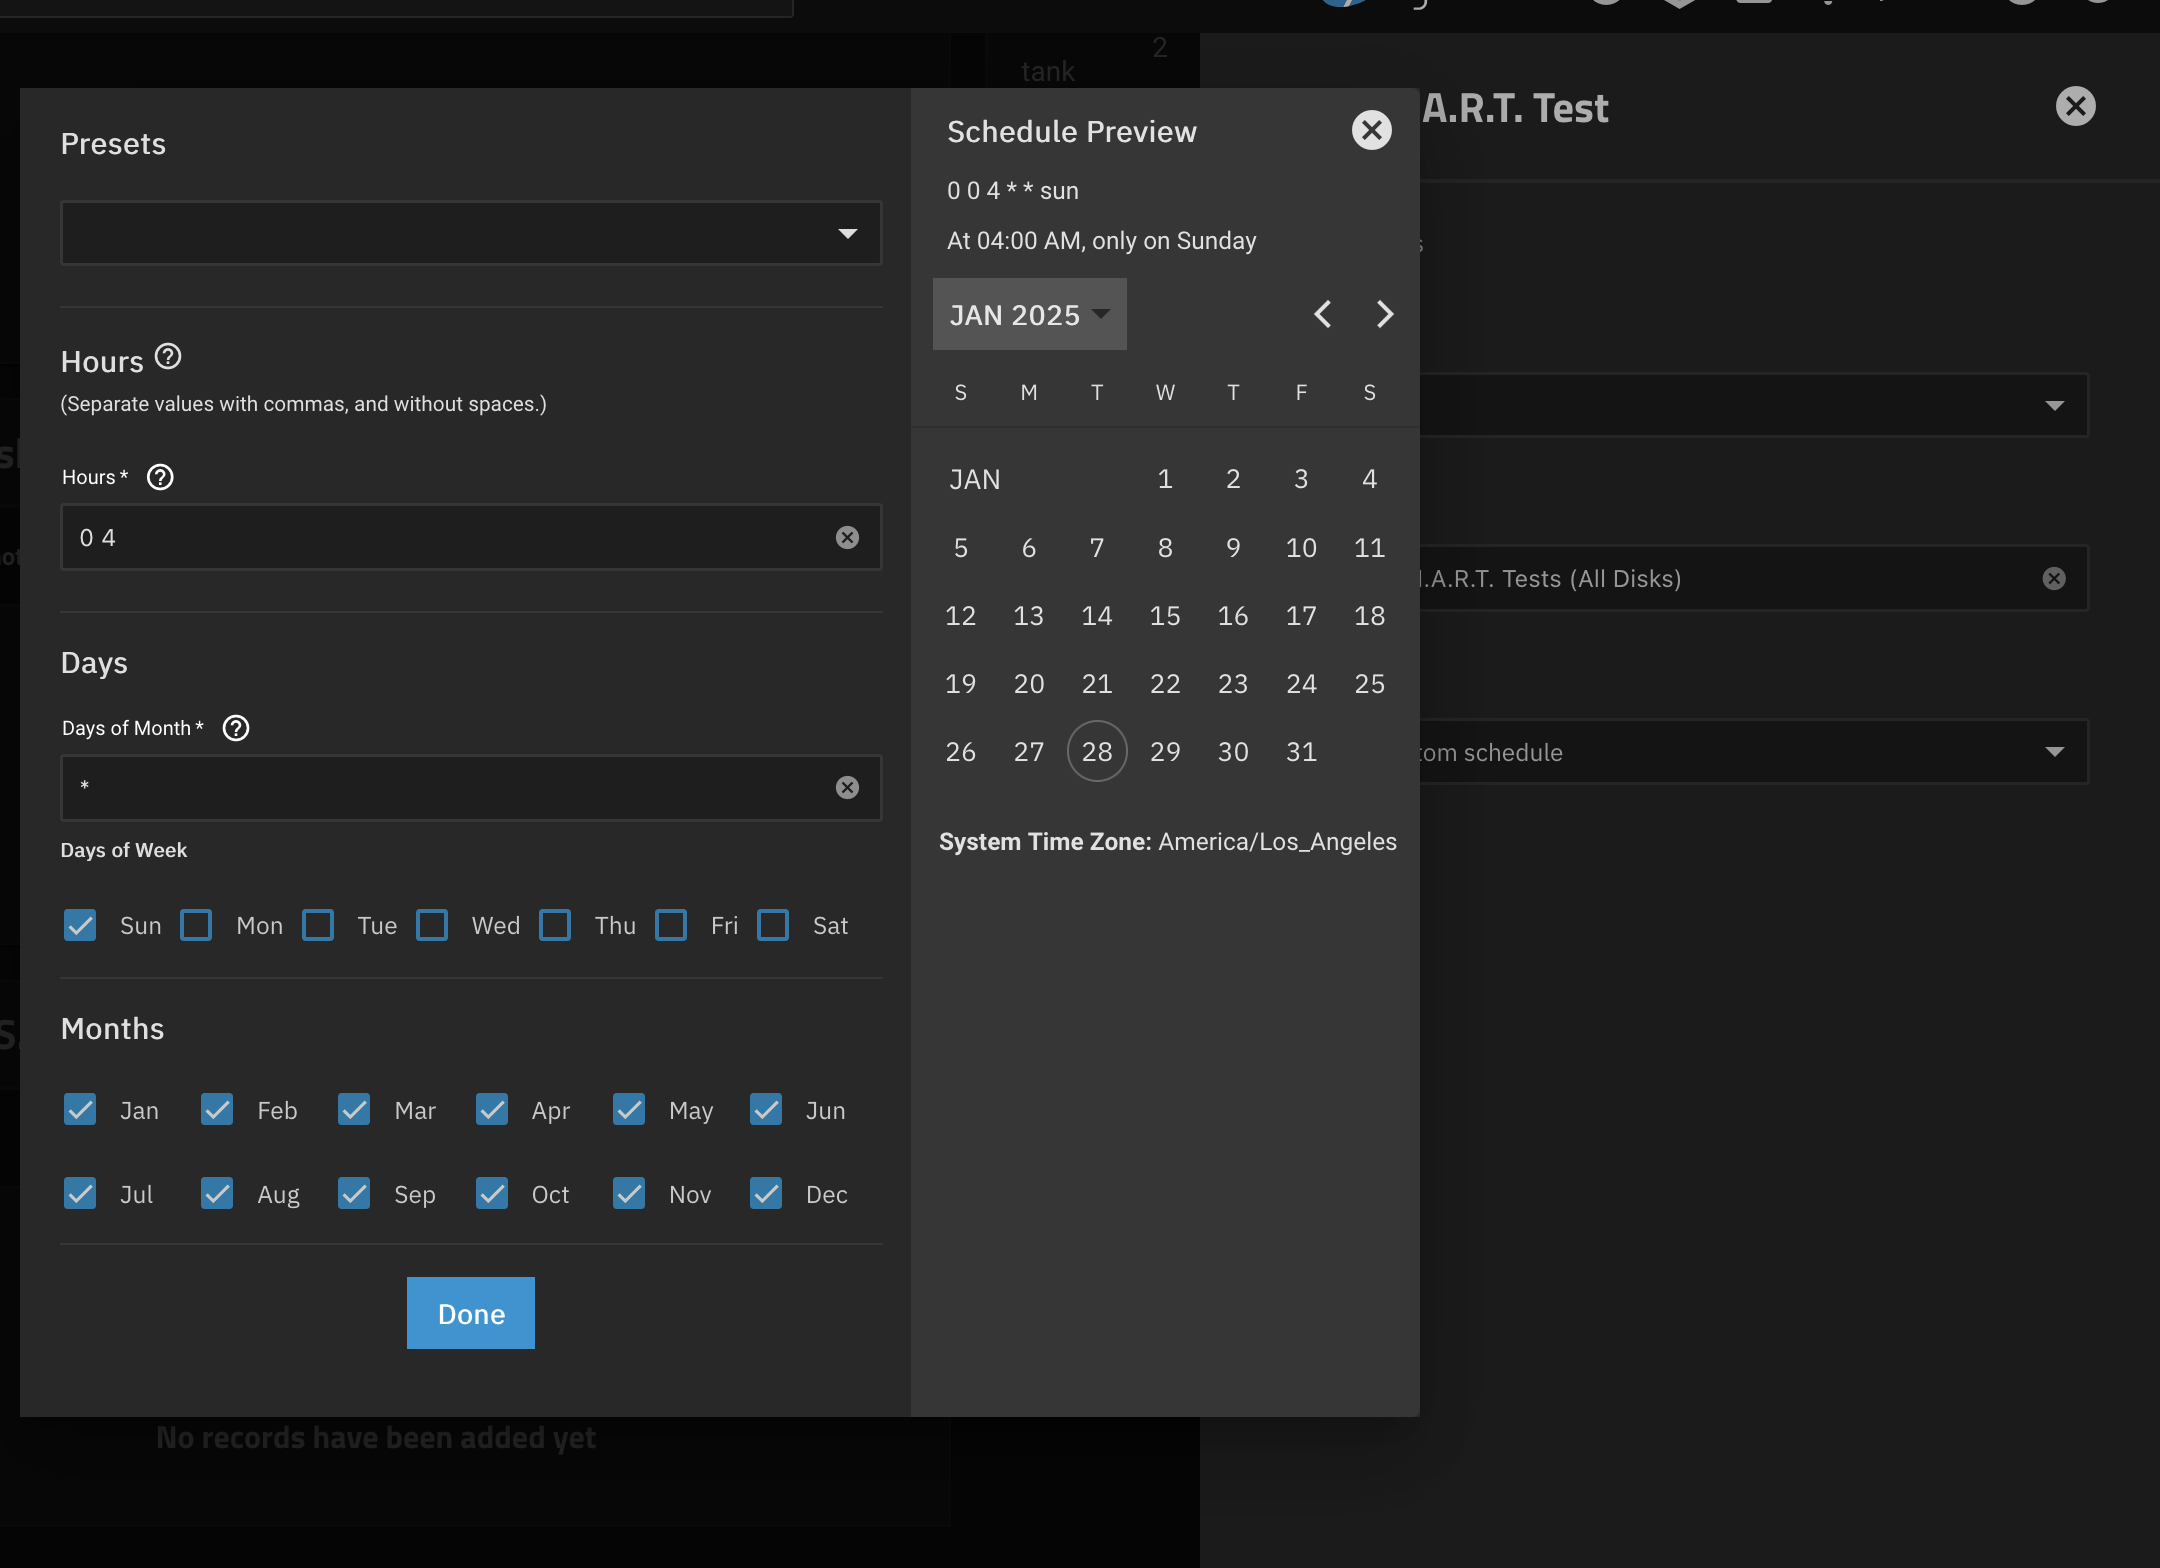 2
tank
A.R.T. Test
Presets
Hours
(Separate values with commas, and without spaces.)
Hours *
0 4
Days
Days of Month *
*
Days of Week
Sun Mon Tue Wed Thu Fri Sat
Months
Jan Feb Mar Apr May Jun
Jul Aug Sep Oct Nov Dec
Done
Schedule Preview
0 0 4 * * sun
At 04:00 AM, only on Sunday
JAN 2025
S M T W T F S
JAN 1 2 3 4
5 6 7 8 9 10 11
12 13 14 15 16 17 18
19 20 21 22 23 24 25
26 27 28 29 30 31
System Time Zone: America/Los_Angeles
.A.R.T. Tests (All Disks)
tom schedule
No records have been added yet